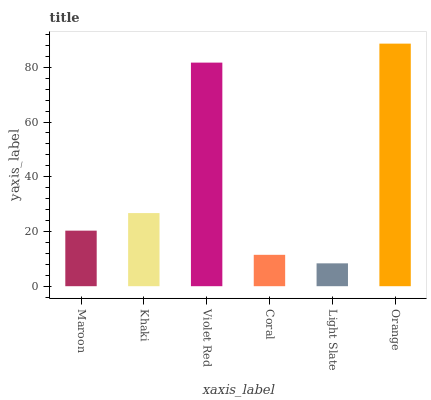 title
yaxis_label
80
60
40
20
0
Maroon
Khaki
Violet Red
Coral
Light Slate
Orange
xaxis_label